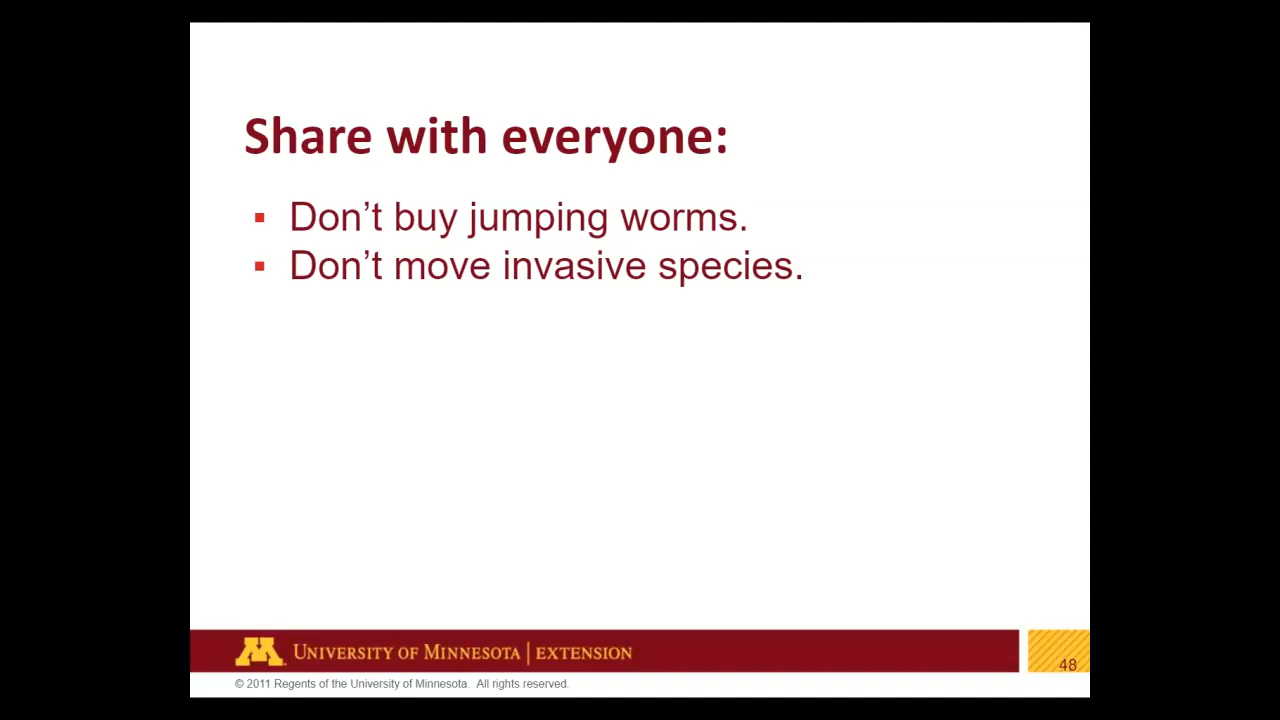 Share with everyone:
▪ Don’t buy jumping worms.
▪ Don’t move invasive species.
M UNIVERSITY OF MINNESOTA | EXTENSION
48
© 2011 Regents of the University of Minnesota. All rights reserved.